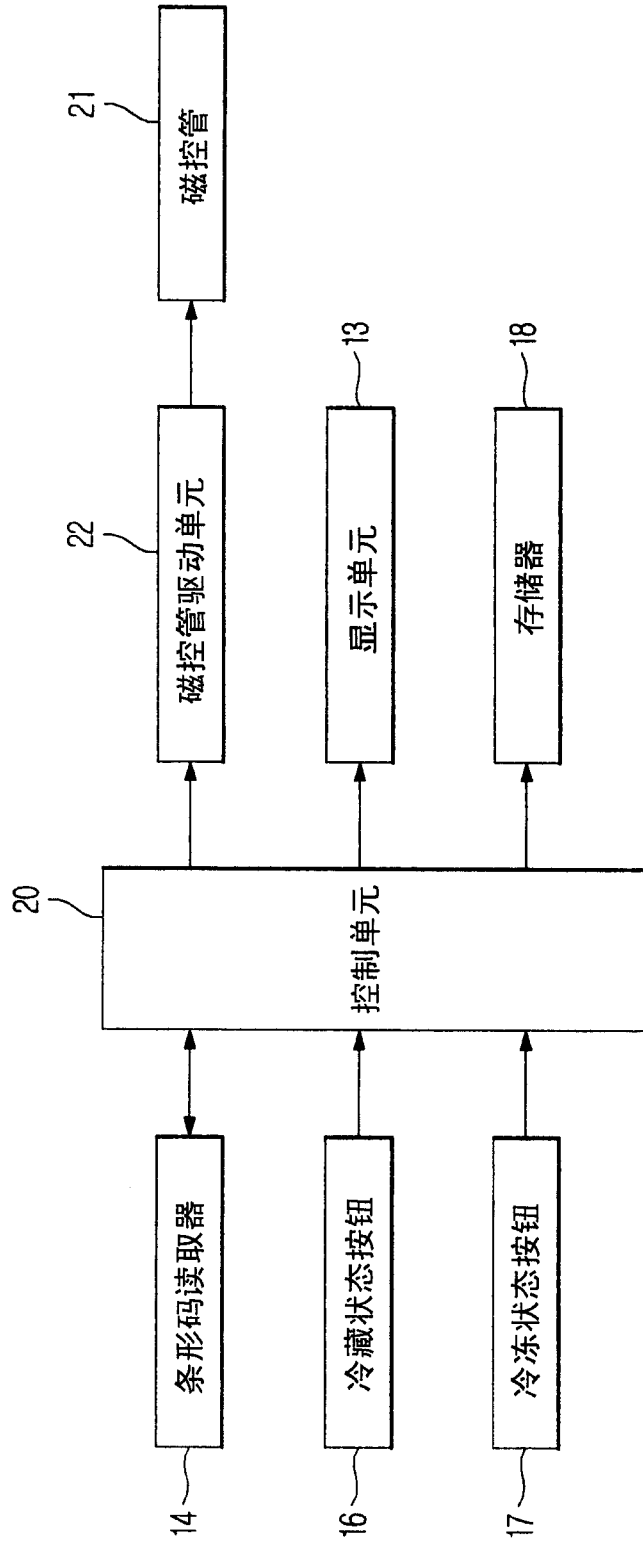 20
22
21
14
条形码读取器
磁控管驱动单元
磁控管
16
冷藏状态按钮
控制单元
显示单元
13
17
冷冻状态按钮
存储器
18